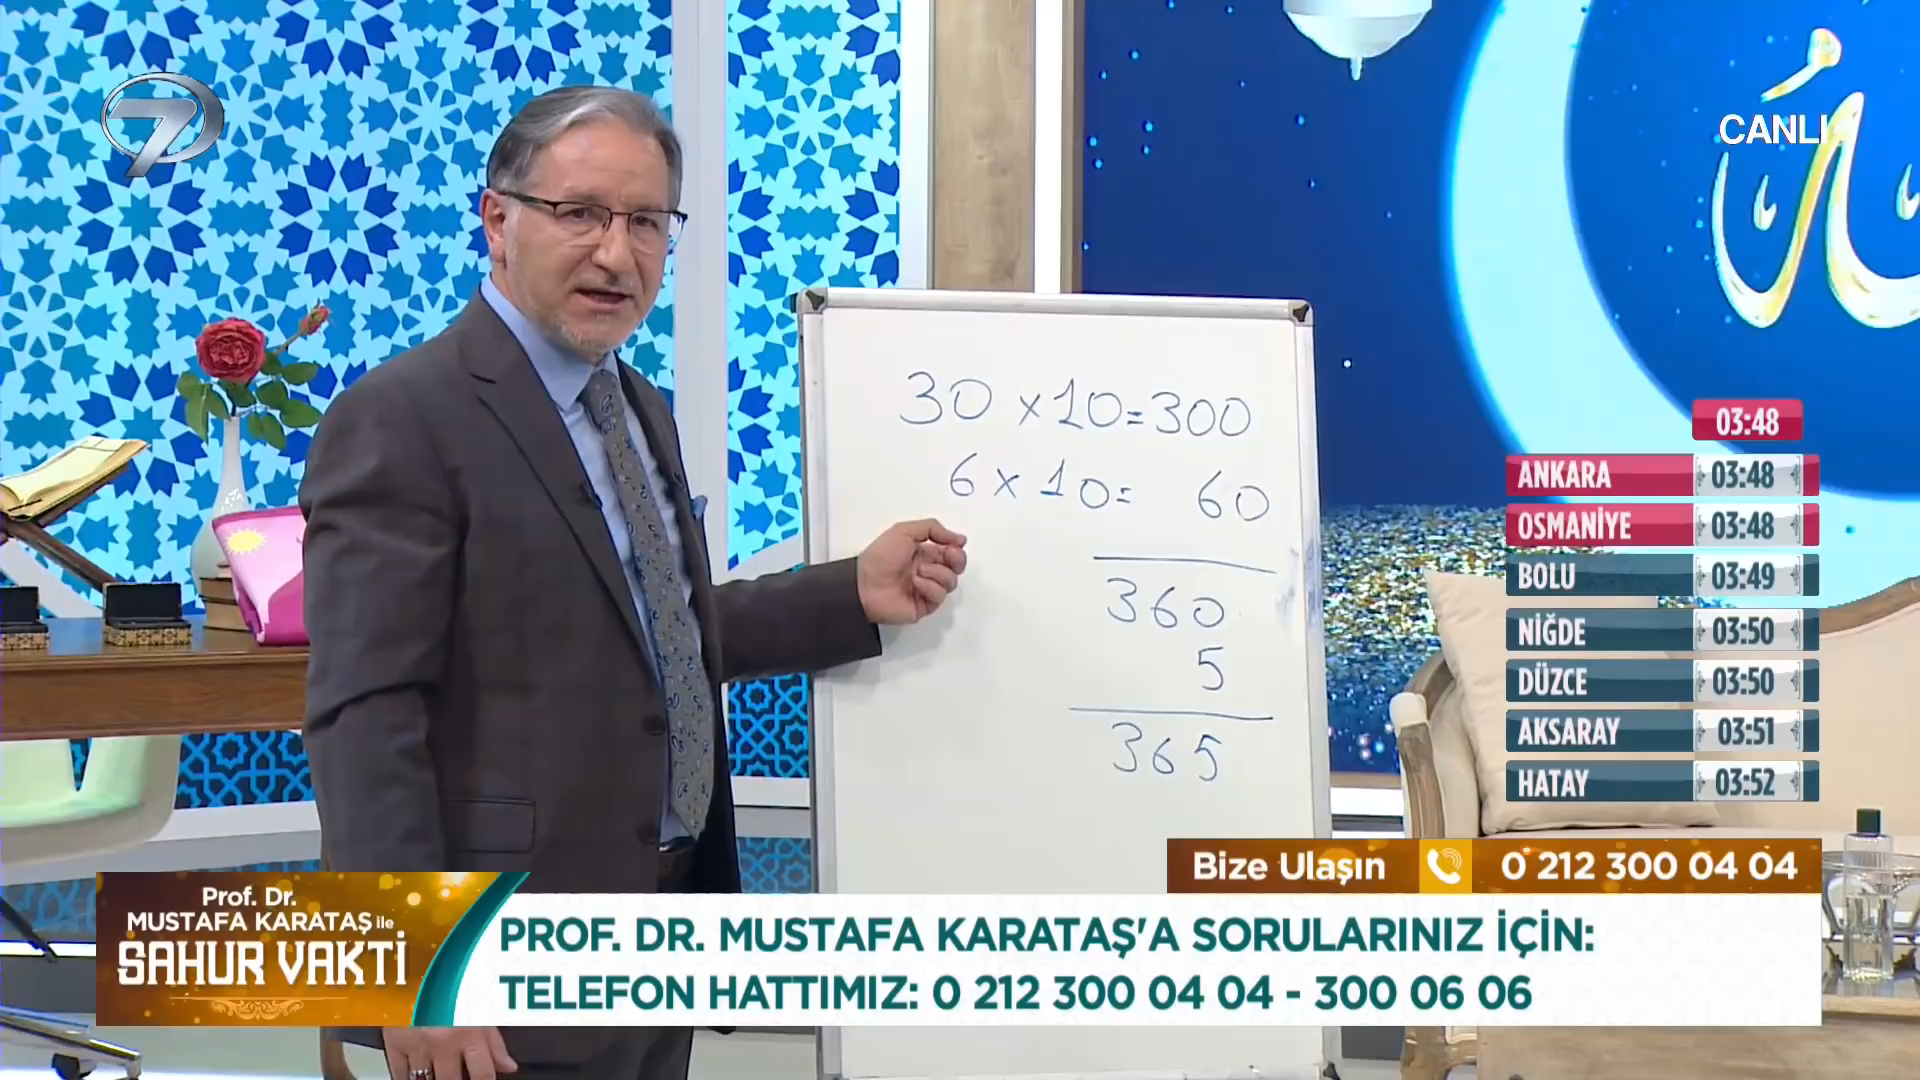 7
CANLI
30 x 10 = 300
6 x 10 = 60
360
5
365
03:48
ANKARA 03:48
OSMANİYE 03:48
BOLU 03:49
NİĞDE 03:50
DÜZCE 03:50
AKSARAY 03:51
HATAY 03:52
Bize Ulaşın 0 212 300 04 04
Prof. Dr.
MUSTAFA KARATAŞ ile
SAHUR VAKTİ
PROF. DR. MUSTAFA KARATAŞ'A SORULARINIZ İÇİN:
TELEFON HATTIMIZ: 0 212 300 04 04 - 300 06 06